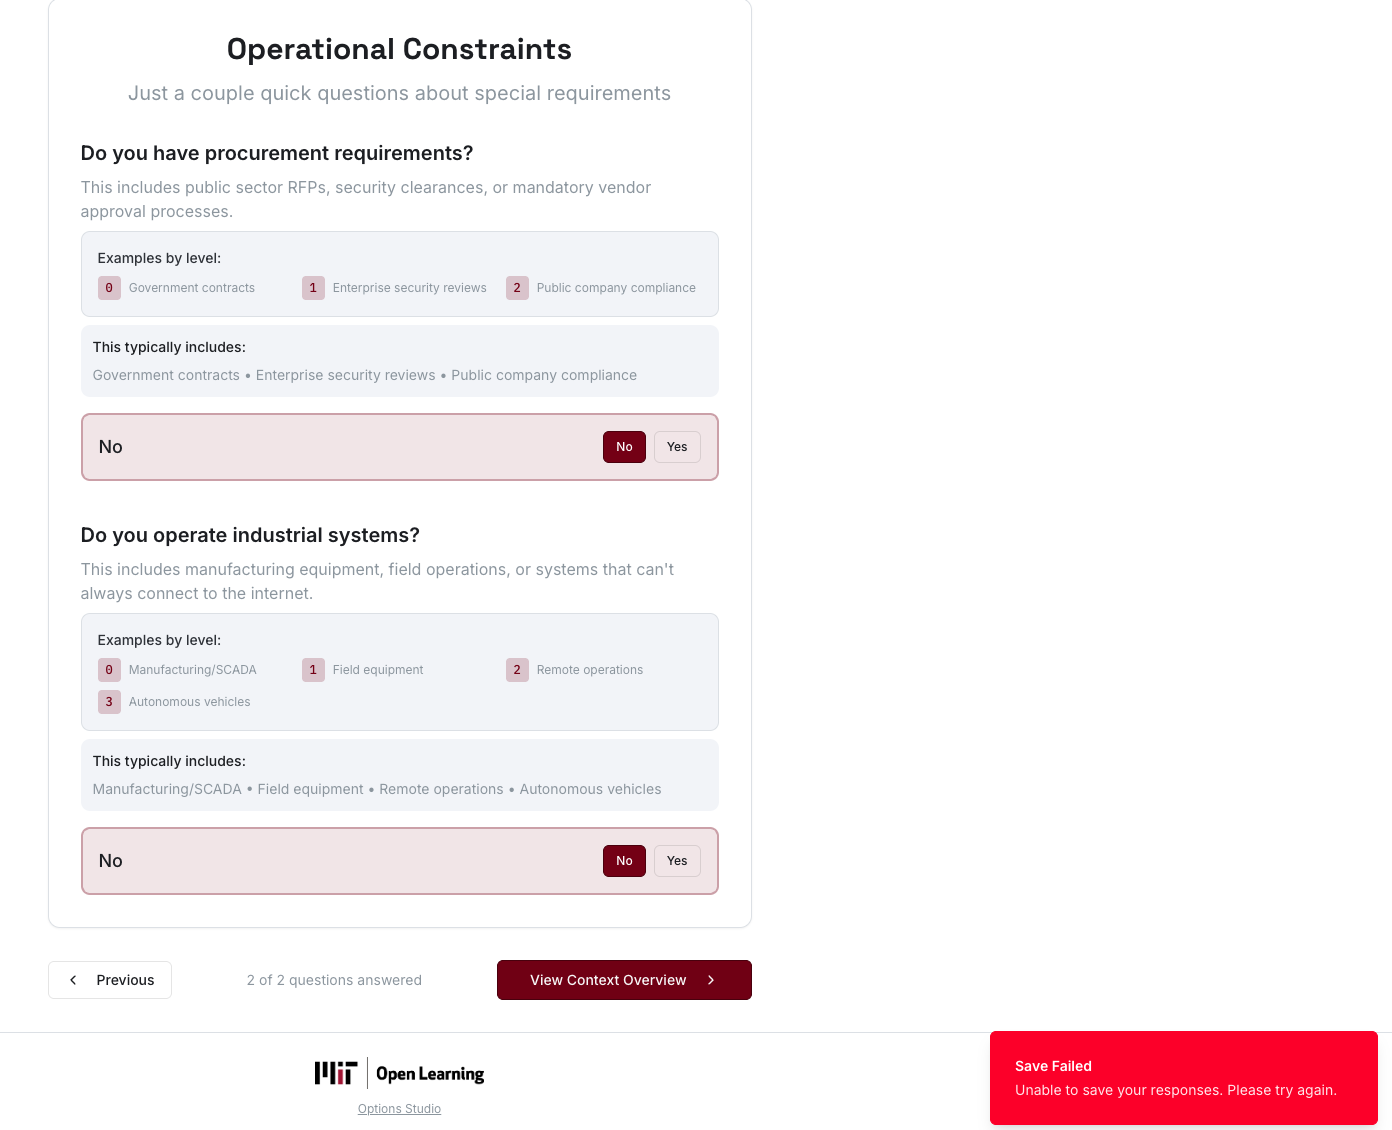 Operational Constraints
Just a couple quick questions about special requirements
Do you have procurement requirements?
This includes public sector RFPs, security clearances, or mandatory vendor
approval processes.
Examples by level:
0 Government contracts 1 Enterprise security reviews 2 Public company compliance
This typically includes:
Government contracts • Enterprise security reviews • Public company compliance
No No Yes
Do you operate industrial systems?
This includes manufacturing equipment, field operations, or systems that can't
always connect to the internet.
Examples by level:
0 Manufacturing/SCADA 1 Field equipment 2 Remote operations
3 Autonomous vehicles
This typically includes:
Manufacturing/SCADA • Field equipment • Remote operations • Autonomous vehicles
No No Yes
Previous 2 of 2 questions answered View Context Overview
MIT Open Learning
Options Studio
Save Failed
Unable to save your responses. Please try again.